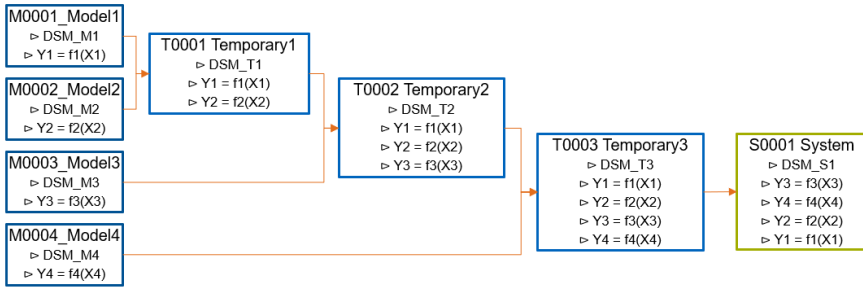 M0001_Model1
▻ DSM_M1
▻ Y1 = f1(X1)
M0002_Model2
▻ DSM_M2
▻ Y2 = f2(X2)
M0003_Model3
▻ DSM_M3
▻ Y3 = f3(X3)
M0004_Model4
▻ DSM_M4
▻ Y4 = f4(X4)
T0001 Temporary1
▻ DSM_T1
▻ Y1 = f1(X1)
▻ Y2 = f2(X2)
T0002 Temporary2
▻ DSM_T2
▻ Y1 = f1(X1)
▻ Y2 = f2(X2)
▻ Y3 = f3(X3)
T0003 Temporary3
▻ DSM_T3
▻ Y1 = f1(X1)
▻ Y2 = f2(X2)
▻ Y3 = f3(X3)
▻ Y4 = f4(X4)
S0001 System
▻ DSM_S1
▻ Y3 = f3(X3)
▻ Y4 = f4(X4)
▻ Y2 = f2(X2)
▻ Y1 = f1(X1)